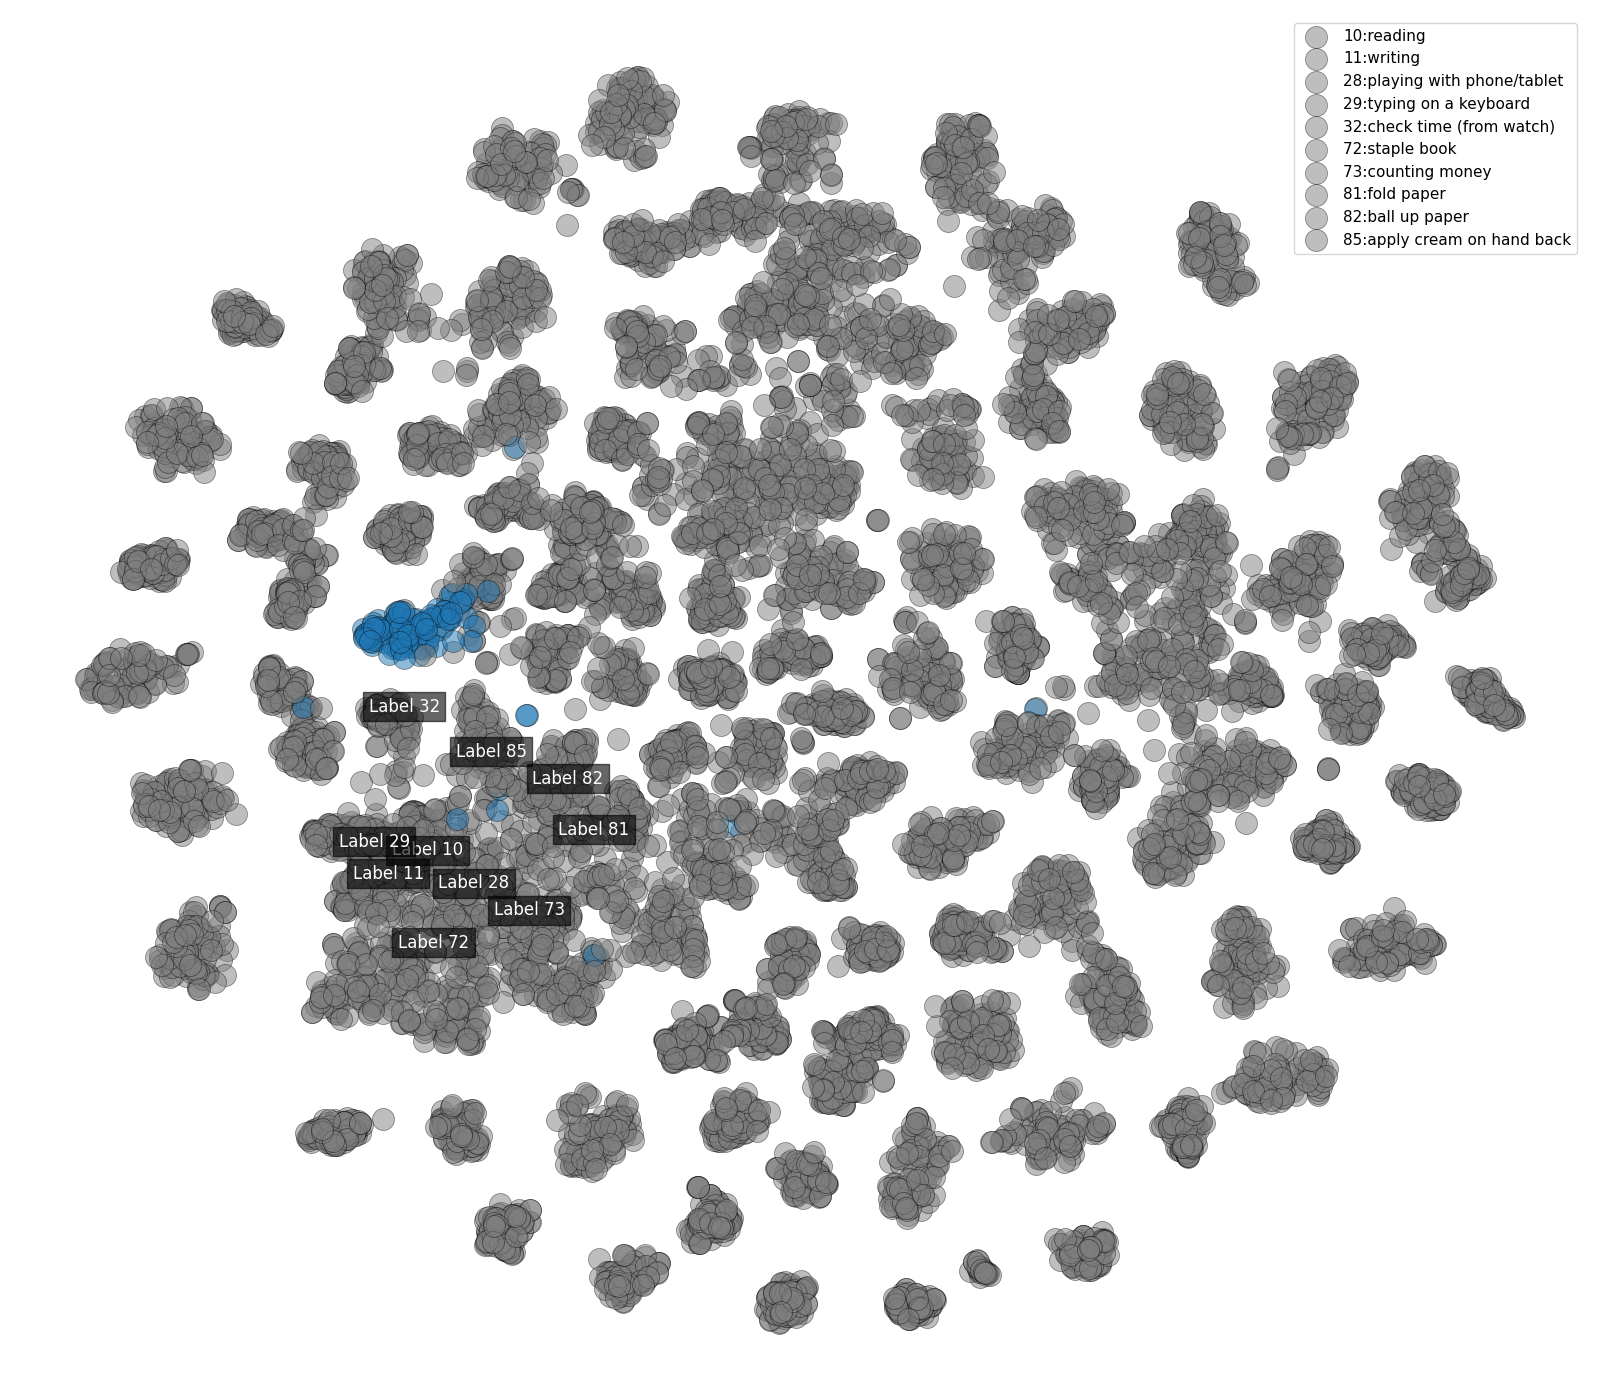 10:reading
11:writing
28:playing with phone/tablet
29:typing on a keyboard
32:check time (from watch)
72:staple book
73:counting money
81:fold paper
82:ball up paper
85:apply cream on hand back
Label 32
Label 85
Label 82
Label 81
Label 29
Label 10
Label 11
Label 28
Label 73
Label 72